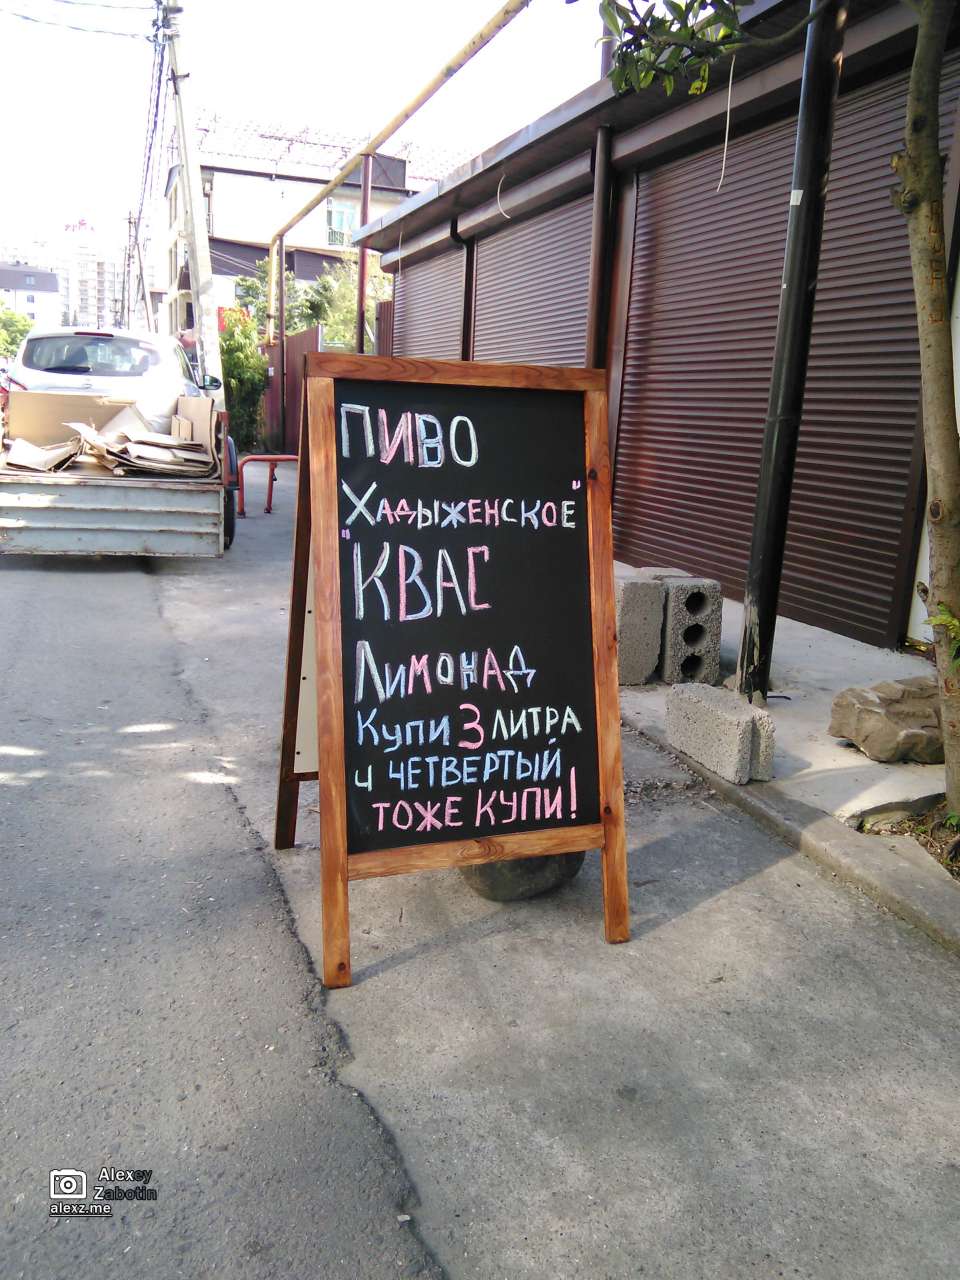 ПИВО
"ХАДЫЖЕНСКОЕ"
КВАС
ЛИМОНАД
Купи 3 ЛИТРА
Ч ЧЕТВЕРТЫЙ
ТОЖЕ КУПИ!
Alexey
Zabotin
alexz.me